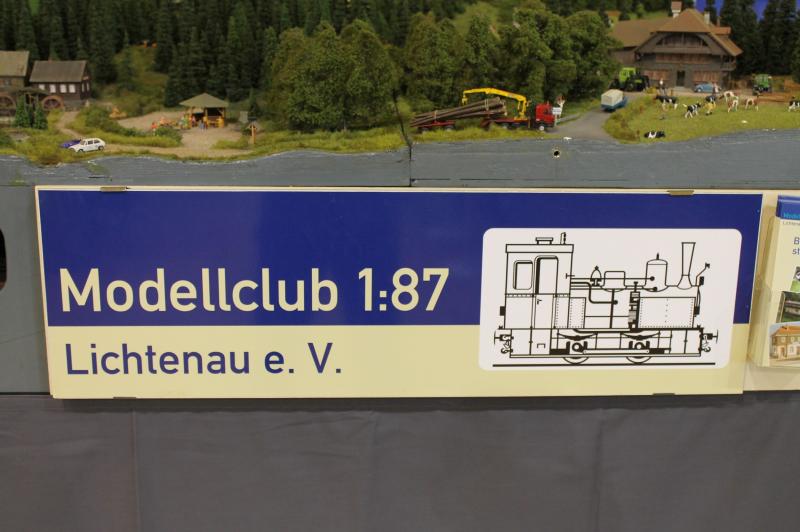 Modellclub 1:87
Lichtenau e. V.